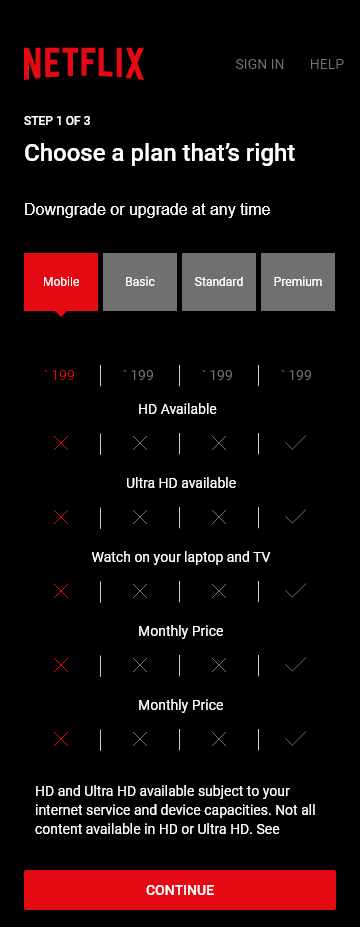 NETFLIX
SIGN IN HELP
STEP 1 OF 3
Choose a plan that's right
Downgrade or upgrade at any time
Mobile Basic Standard Premium
` 199 ` 199 ` 199 ` 199
HD Available
Ultra HD available
Watch on your laptop and TV
Monthly Price
Monthly Price
HD and Ultra HD available subject to your
internet service and device capacities. Not all
content available in HD or Ultra HD. See
CONTINUE